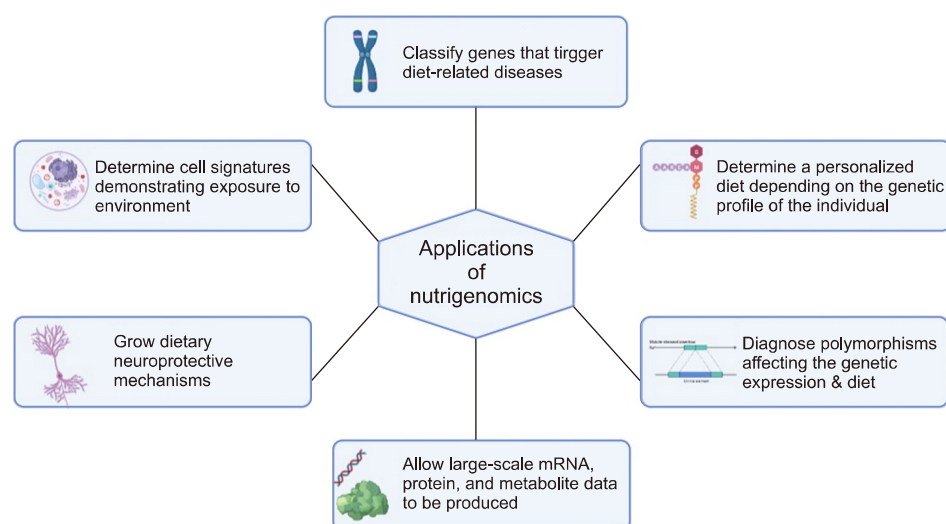 Classify genes that tirgger
diet-related diseases
Determine cell signatures
demonstrating exposure to
environment
Determine a personalized
diet depending on the genetic
profile of the individual
Applications
of
nutrigenomics
Grow dietary
neuroprotective
mechanisms
Diagnose polymorphisms
affecting the genetic
expression & diet
Allow large-scale mRNA,
protein, and metabolite data
to be produced